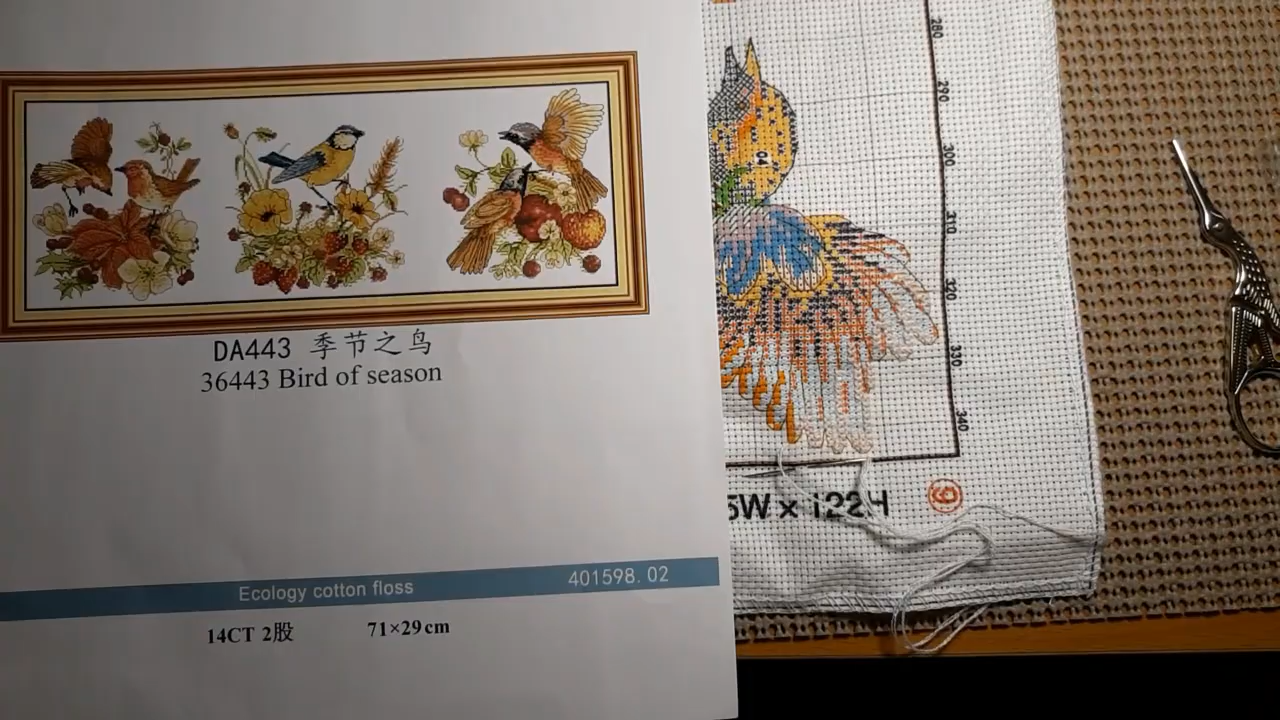 DA443 季节之鸟
36443 Bird of season
Ecology cotton floss 401598.02
14CT 2股 71×29cm
280
290
300
310
320
330
340
5W x 122H
9